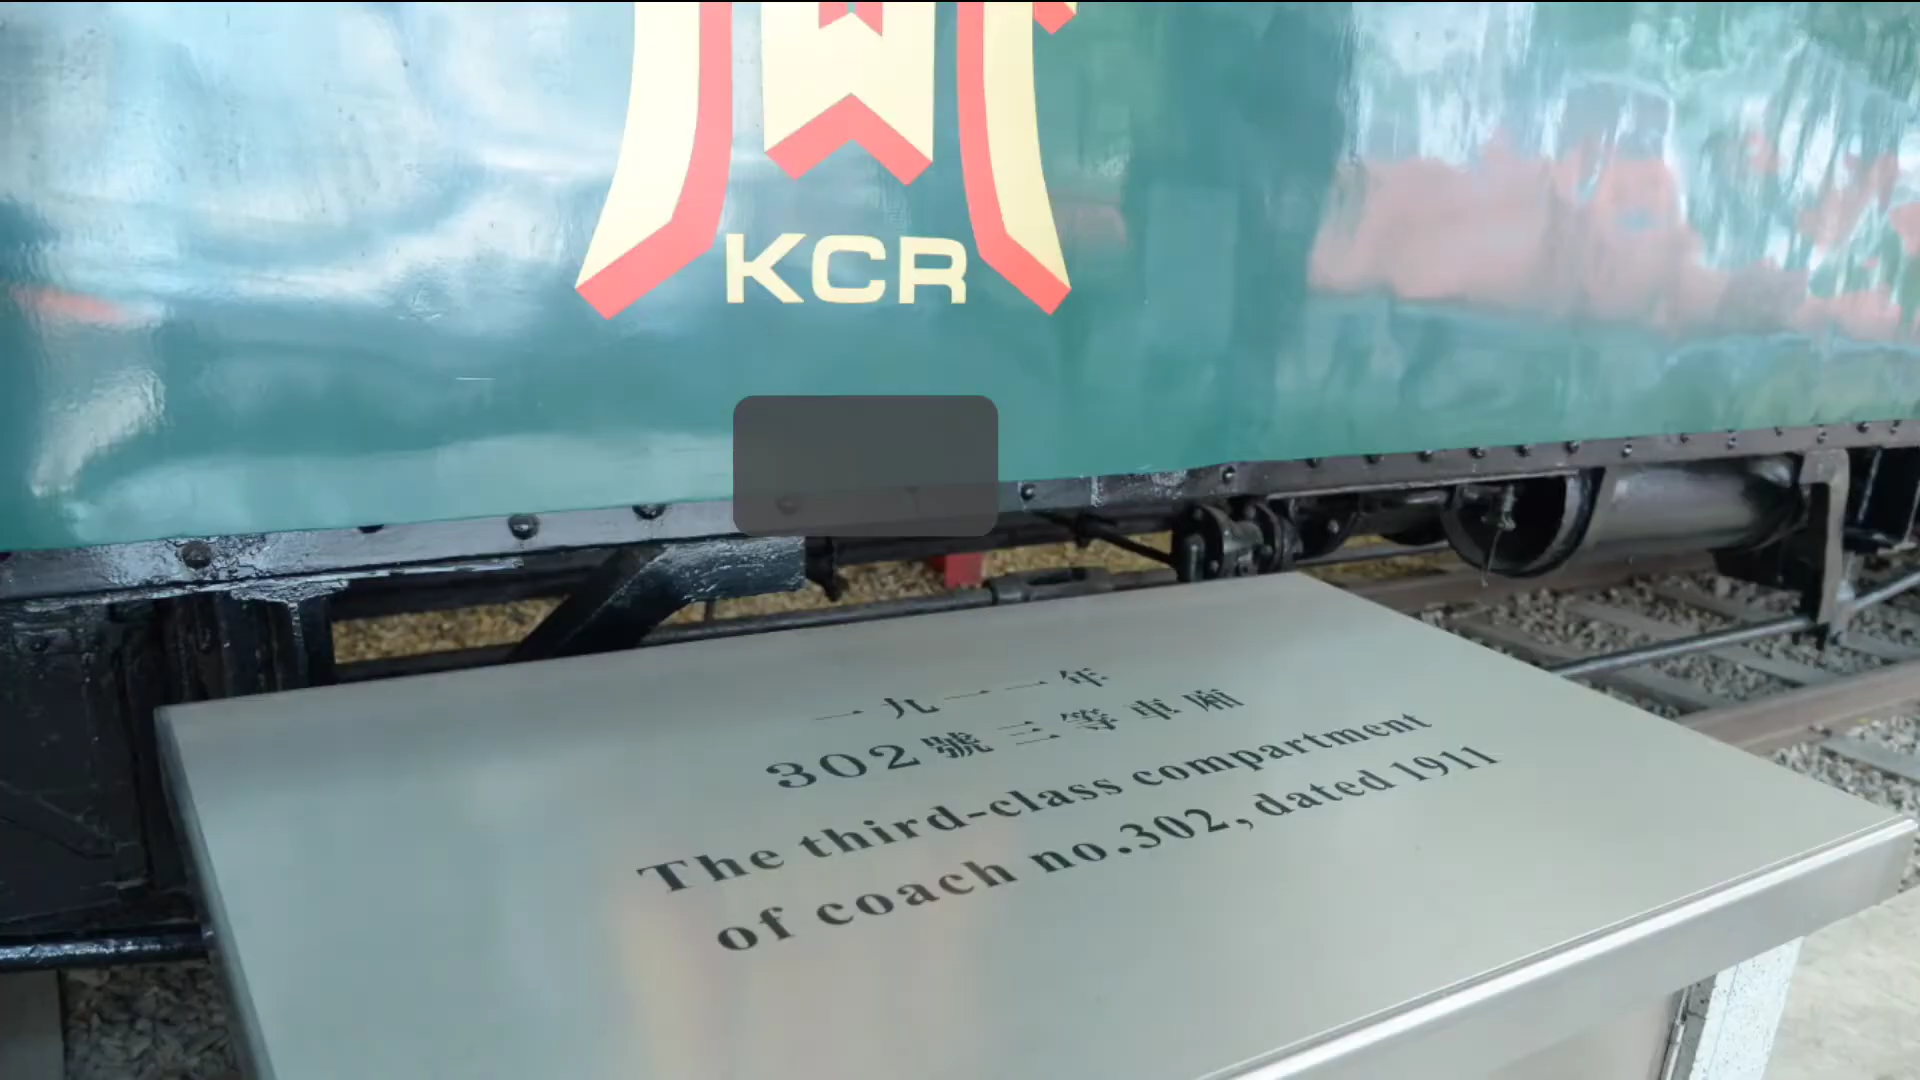 KCR
一九一一年
302號三等車廂
The third-class compartment
of coach no.302, dated 1911